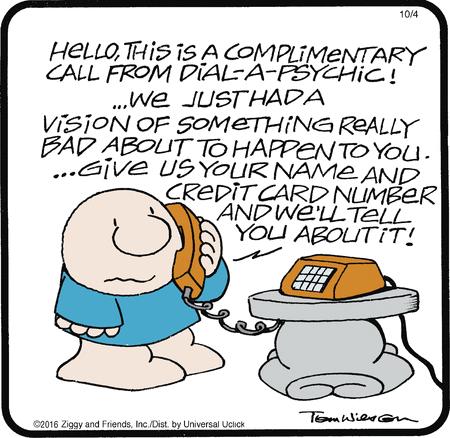 10/4
HELLO, THIS IS A COMPLIMENTARY
CALL FROM DIAL-A-PSYCHIC!
...WE JUST HAD A
VISION OF SOMETHING REALLY
BAD ABOUT TO HAPPEN TO YOU.
...GIVE US YOUR NAME AND
CREDIT CARD NUMBER
AND WE'LL TELL
YOU ABOUT IT!
Tom Wilson
©2016 Ziggy and Friends, Inc./Dist. by Universal Uclick